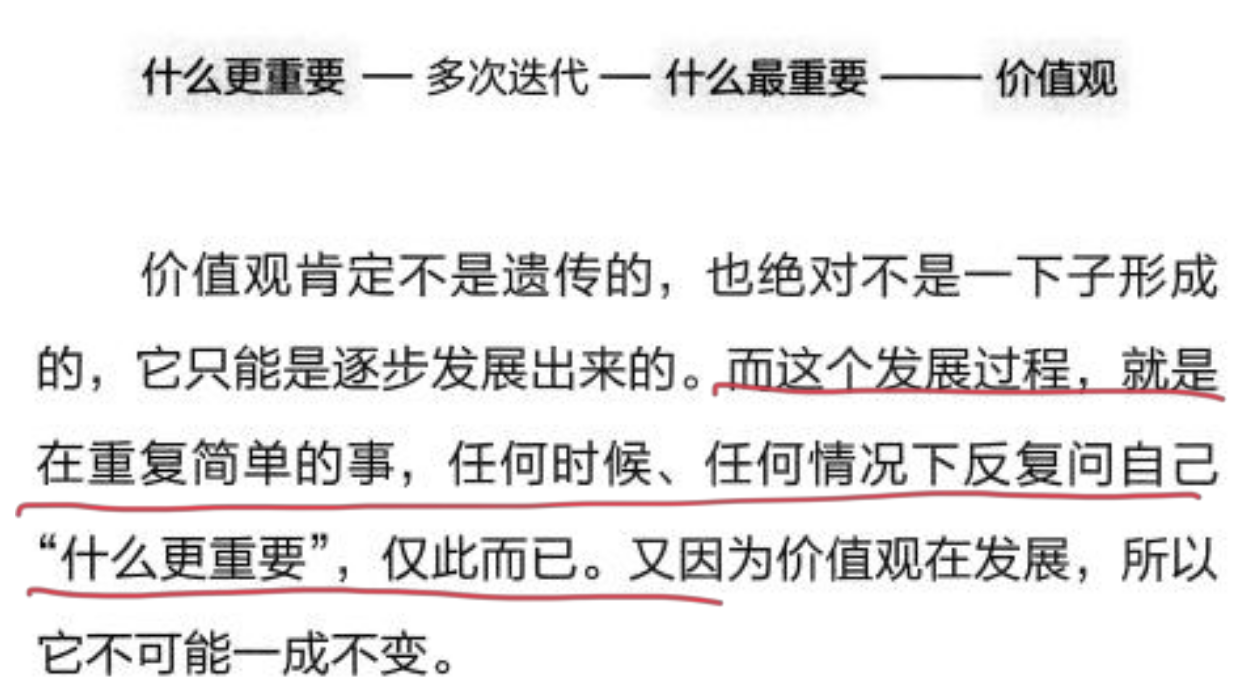 什么更重要 — 多次迭代 — 什么最重要 —— 价值观
价值观肯定不是遗传的，也绝对不是一下子形成
的，它只能是逐步发展出来的。而这个发展过程，就是
在重复简单的事，任何时候、任何情况下反复问自己
“什么更重要”，仅此而已。又因为价值观在发展，所以
它不可能一成不变。